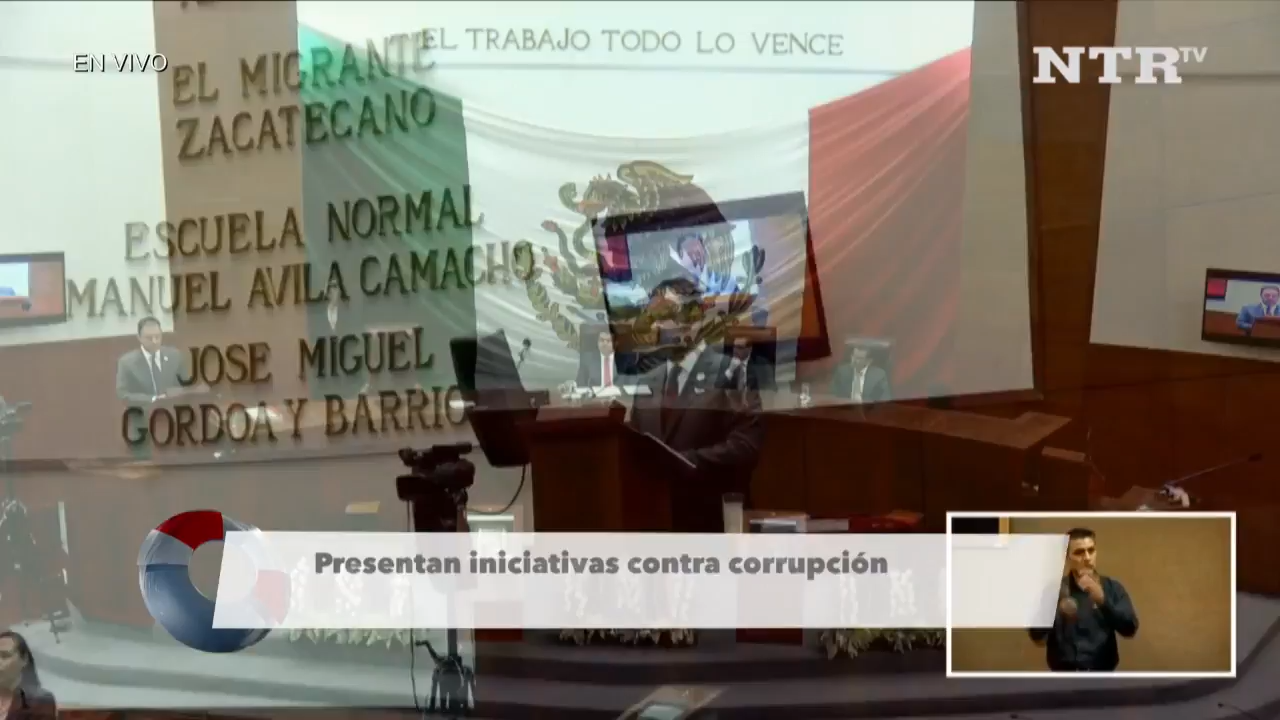 EL TRABAJO TODO LO VENCE
EN VIVO
NTR TV
EL MIGRANTE
ZACATECANO
ESCUELA NORMAL
MANUEL AVILA CAMACHO
JOSE MIGUEL
GORDOA Y BARRIO
Presentan iniciativas contra corrupción